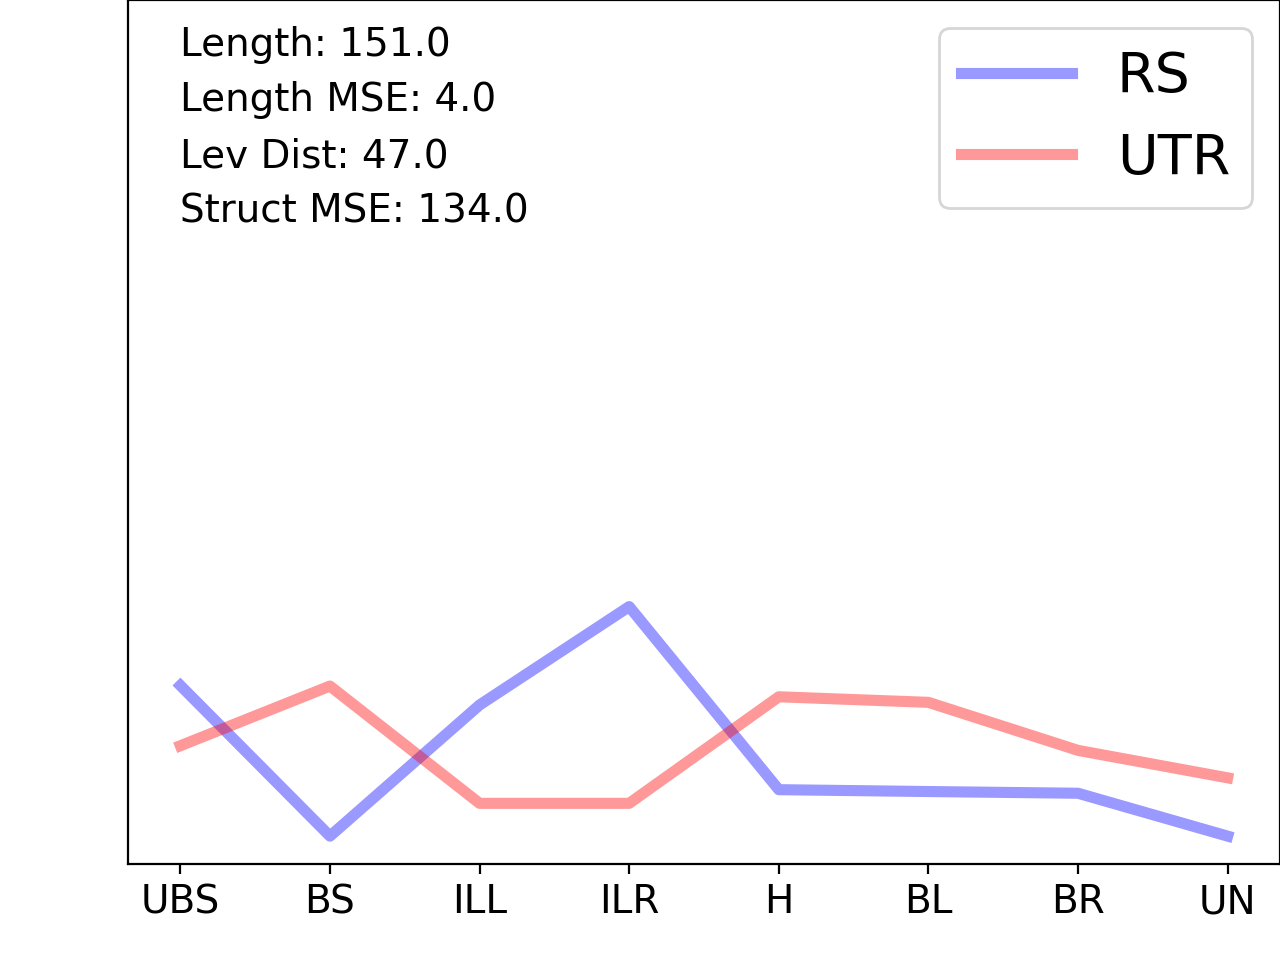 Length: 151.0
Length MSE: 4.0
Lev Dist: 47.0
Struct MSE: 134.0
RS
UTR
UBS BS ILL ILR H BL BR UN